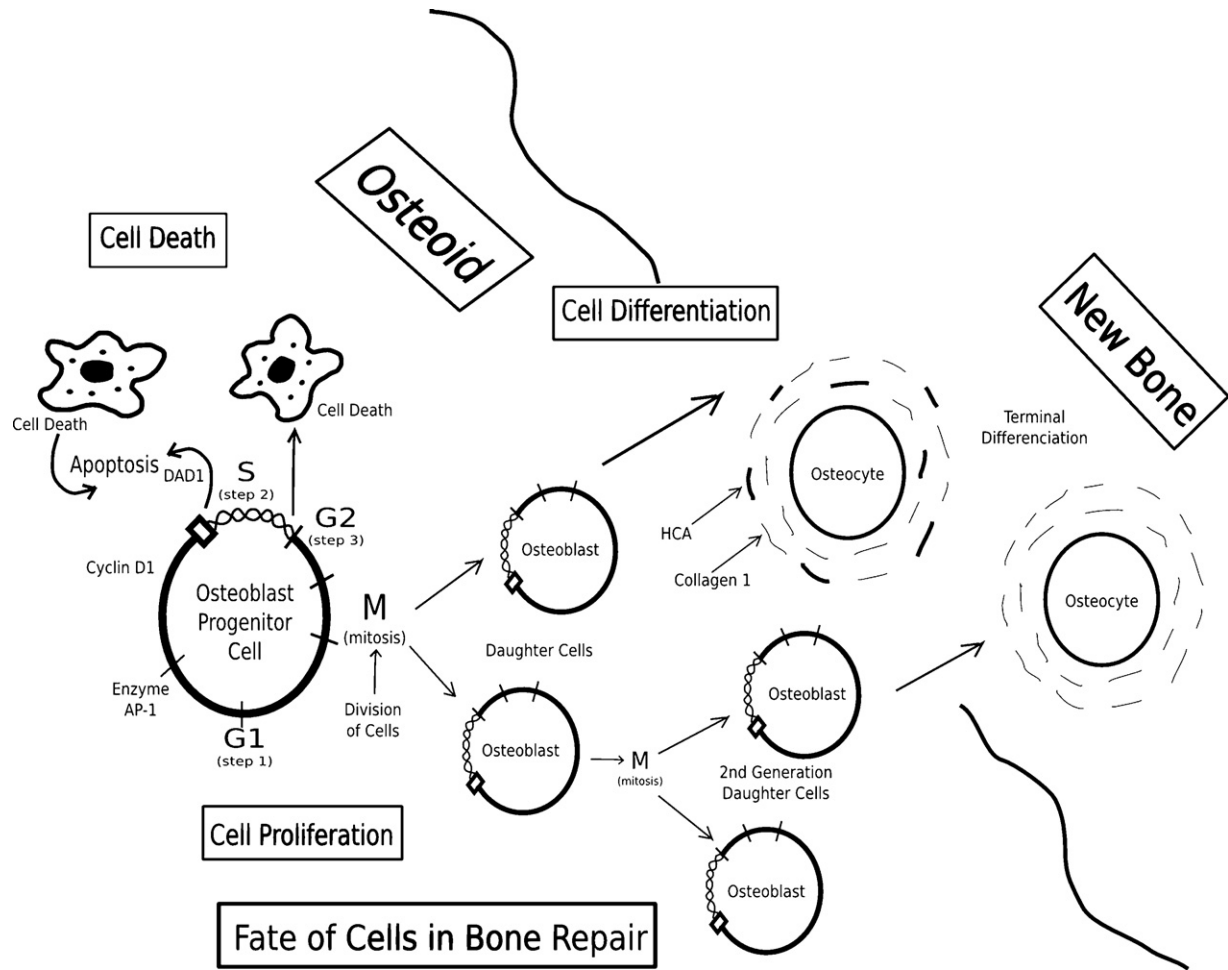 Osteoid
Cell Death
Cell Differentiation
New Bone
Cell Death
Cell Death
Apoptosis
DAD1
S
(step 2)
G2
(step 3)
Cyclin D1
Osteoblast
Progenitor
Cell
Enzyme
AP-1
G1
(step 1)
M
(mitosis)
Division
of Cells
Osteoblast
Daughter Cells
Osteoblast
M
(mitosis)
Osteoblast
2nd Generation
Daughter Cells
Osteoblast
Osteocyte
HCA
Collagen 1
Terminal
Differenciation
Osteocyte
Cell Proliferation
Fate of Cells in Bone Repair